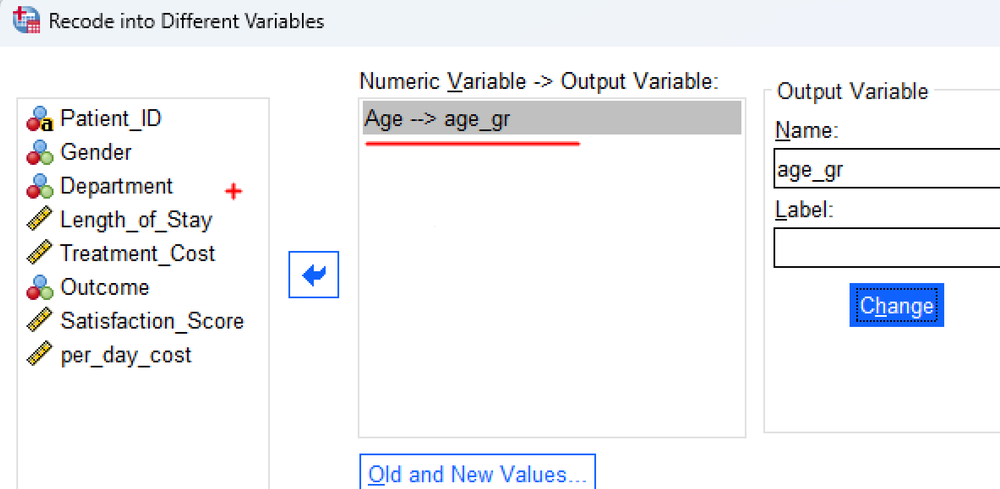 Recode into Different Variables
Patient_ID
Gender
Department
Length_of_Stay
Treatment_Cost
Outcome
Satisfaction_Score
per_day_cost
Numeric Variable -> Output Variable:
Age --> age_gr
Old and New Values...
Output Variable
Name:
age_gr
Label:
Change